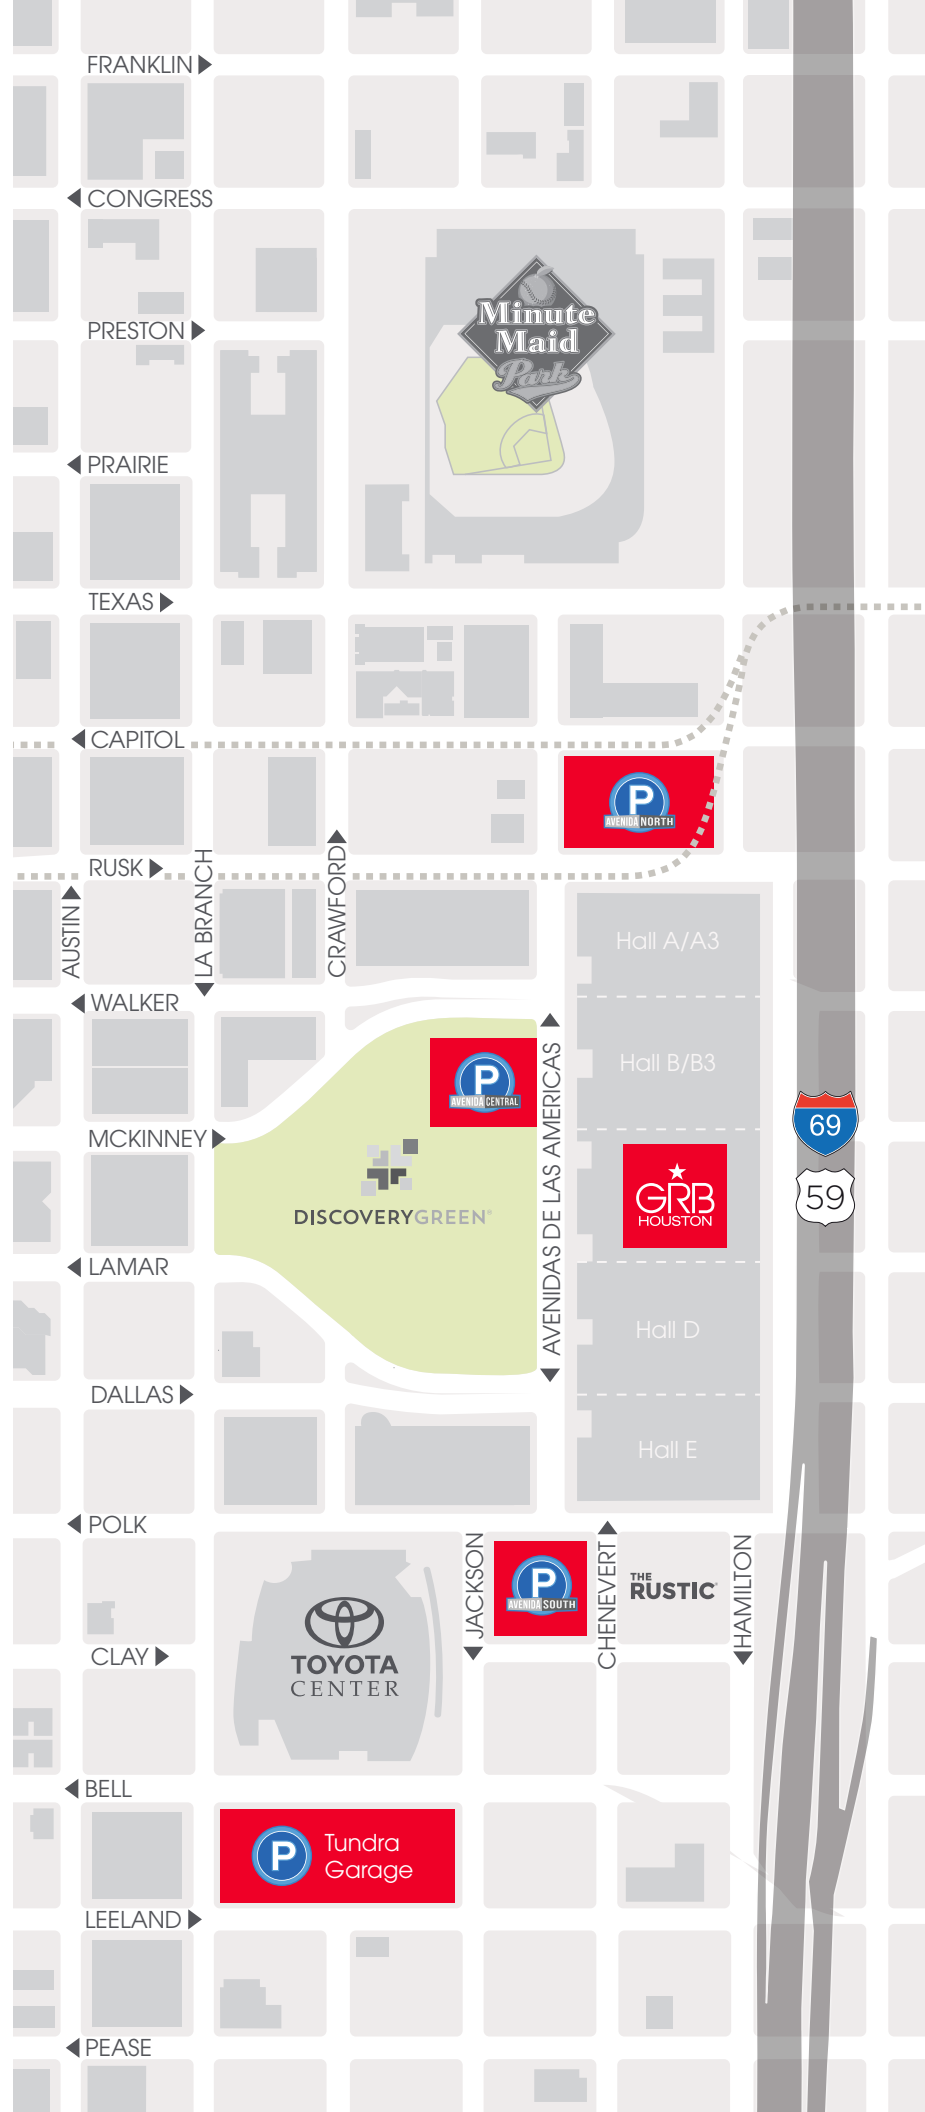 FRANKLIN
CONGRESS
Minute
Maid
Park
PRESTON
PRAIRIE
TEXAS
CAPITOL
P
AVENIDA NORTH
RUSK
LA BRANCH
CRAWFORD
AUSTIN
Hall A/A3
WALKER
AVENIDAS DE LAS AMERICAS
P
AVENIDA CENTRAL
Hall B/B3
69
MCKINNEY
DISCOVERYGREEN®
GRB
HOUSTON
59
LAMAR
Hall D
DALLAS
Hall E
POLK
JACKSON
P
AVENIDA SOUTH
CHENEVERT
THE
RUSTIC
HAMILTON
TOYOTA
CENTER
CLAY
BELL
P
Tundra
Garage
LEELAND
PEASE